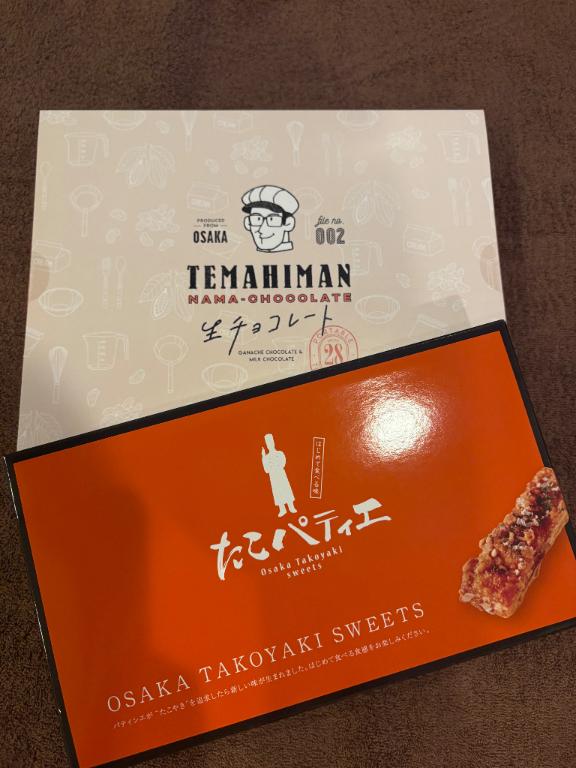 PRODUCED
FROM
OSAKA
file no.
002
TEMAHIMAN
NAMA-CHOCOLATE
生チョコレート
GANACHE CHOCOLATE &
MILK CHOCOLATE
PORTABLE
28
はじめて食べる味
たこパティエ
Osaka Takoyaki
sweets
OSAKA TAKOYAKI SWEETS
パティシエが“たこやき”を追求したら新しい味が生まれました。はじめて食べる食感をお楽しみください。